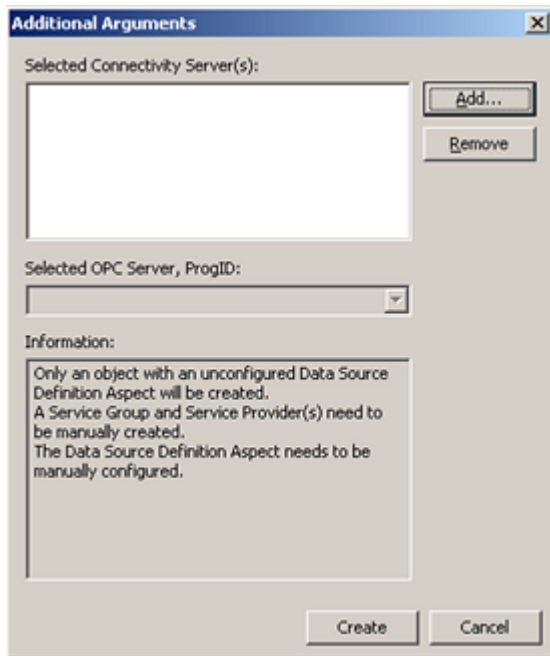 Additional Arguments
Selected Connectivity Server(s):
Add...
Remove
Selected OPC Server, ProgID:
Information:
Only an object with an unconfigured Data Source
Definition Aspect will be created.
A Service Group and Service Provider(s) need to
be manually created.
The Data Source Definition Aspect needs to be
manually configured.
Create
Cancel